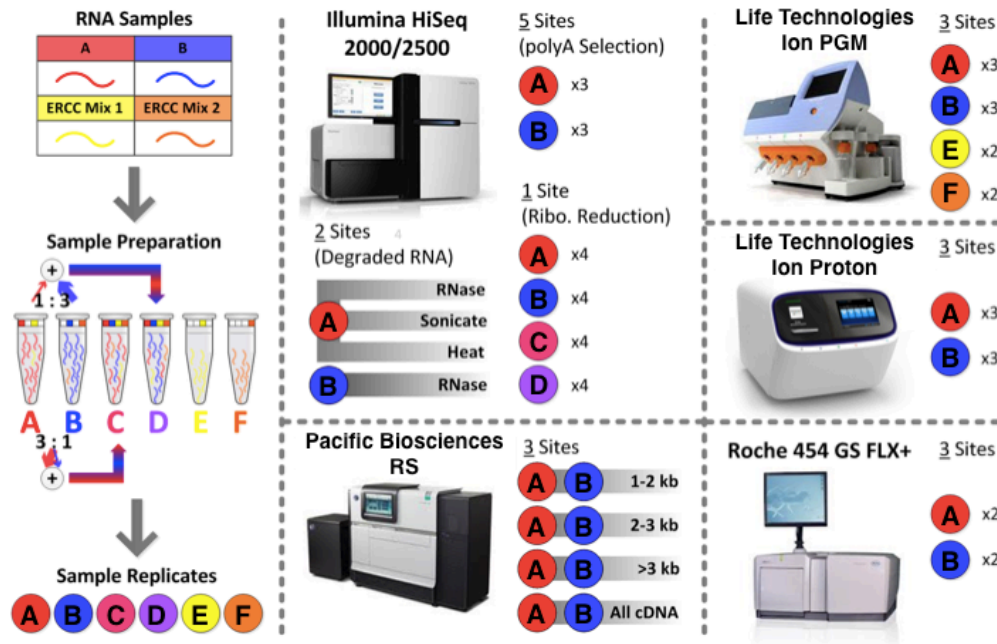 RNA Samples
A B
ERCC Mix 1 ERCC Mix 2
Sample Preparation
+
1 : 3
A B C D E F
3 : 1
+
Sample Replicates
A B C D E F
Illumina HiSeq
2000/2500
5 Sites
(polyA Selection)
A x3
B x3
1 Site
(Ribo. Reduction)
A x4
B x4
C x4
D x4
2 Sites
4
(Degraded RNA)
RNase
A Sonicate
Heat
B RNase
Pacific Biosciences
RS
3 Sites
A B 1-2 kb
A B 2-3 kb
A B >3 kb
A B All cDNA
Life Technologies
Ion PGM
3 Sites
A x3
B x3
E x2
F x2
Life Technologies
Ion Proton
3 Sites
A x3
B x3
Roche 454 GS FLX+
3 Sites
A x2
B x2